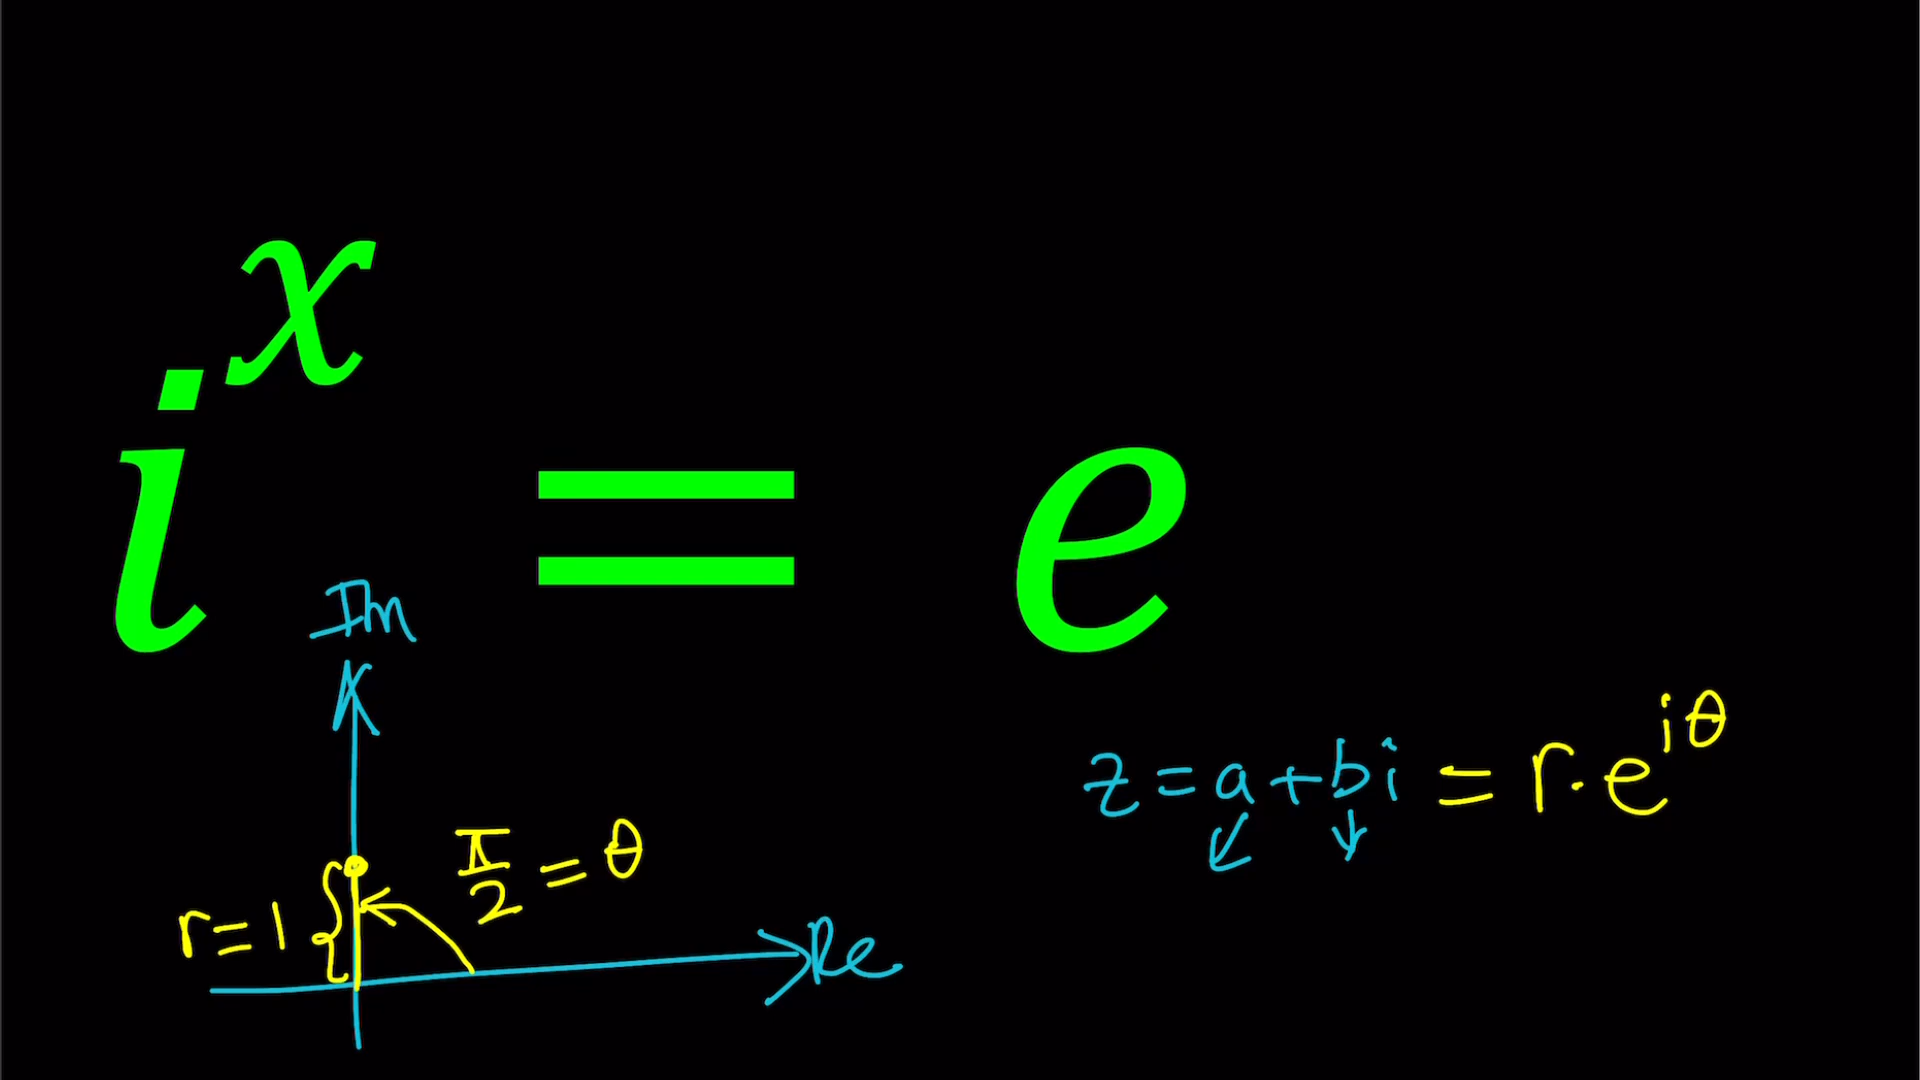 i^x = e
Im
z = a + bi = r · e^{iθ}
π/2 = θ
r = 1
Re